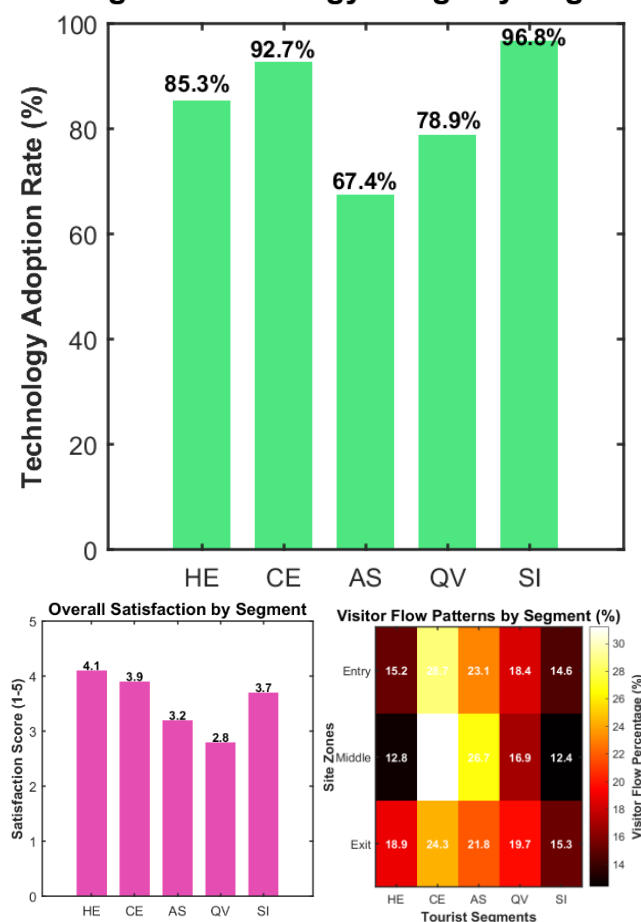 100
80
60
40
20
0
Technology Adoption Rate (%)
85.3%
92.7%
67.4%
78.9%
96.8%
HE CE AS QV SI
Overall Satisfaction by Segment
5
4
3
2
1
0
Satisfaction Score (1-5)
4.1
3.9
3.2
2.8
3.7
HE CE AS QV SI
Visitor Flow Patterns by Segment (%)
Site Zones
Entry 15.2 23.1 18.4 14.6
Middle 12.8 26.7 16.9 12.4
Exit 18.9 24.3 21.8 19.7 15.3
HE CE AS QV SI
Tourist Segments
30
28
26
24
22
20
18
16
14
Visitor Flow Percentage (%)